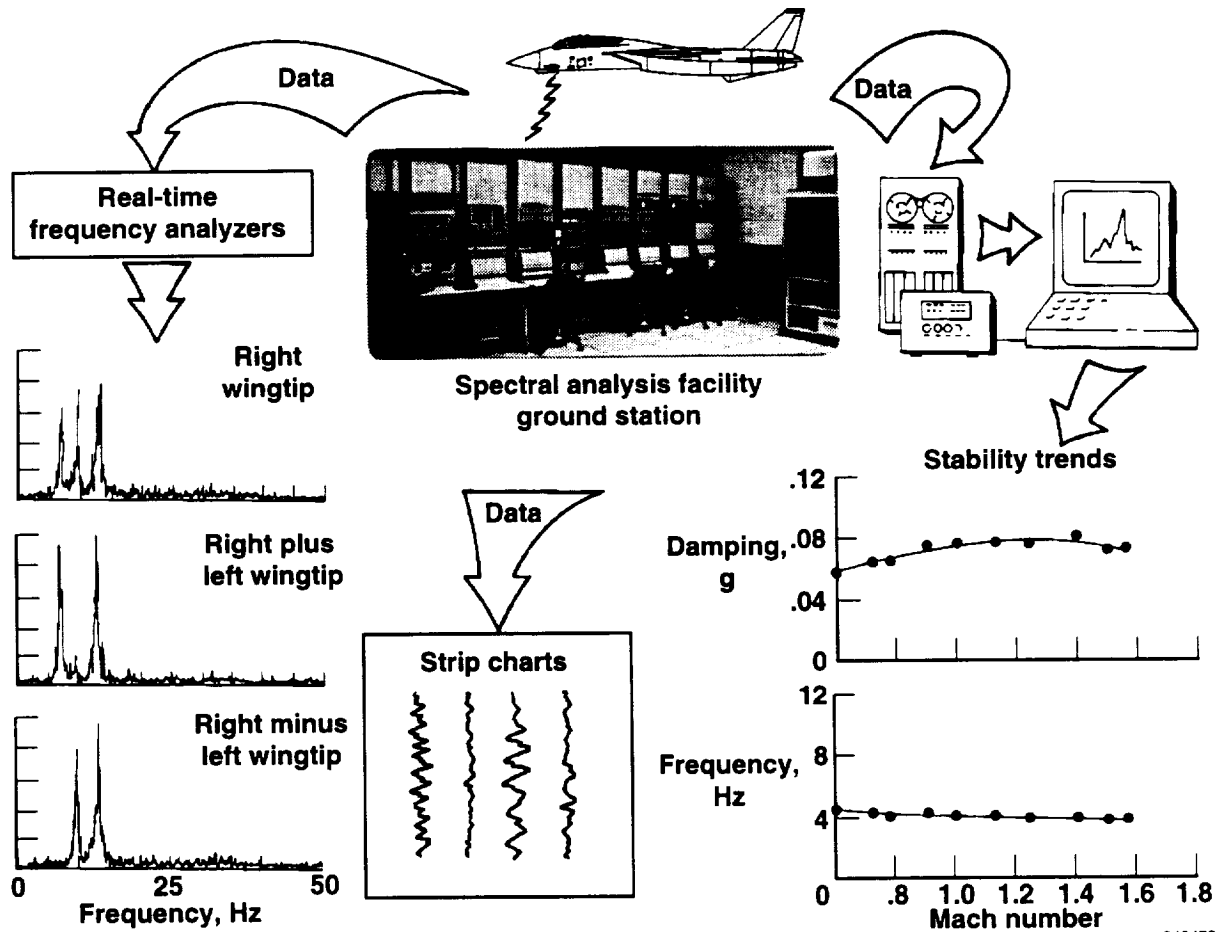 Data
Data
Real-time
frequency analyzers
Spectral analysis facility
ground station
Right
wingtip
Right plus
left wingtip
Right minus
left wingtip
0
25
50
Frequency, Hz
Data
Strip charts
Stability trends
.12
.08
.04
0
Damping,
g
12
8
4
0
Frequency,
Hz
.8
1.0
1.2
1.4
1.6
1.8
Mach number